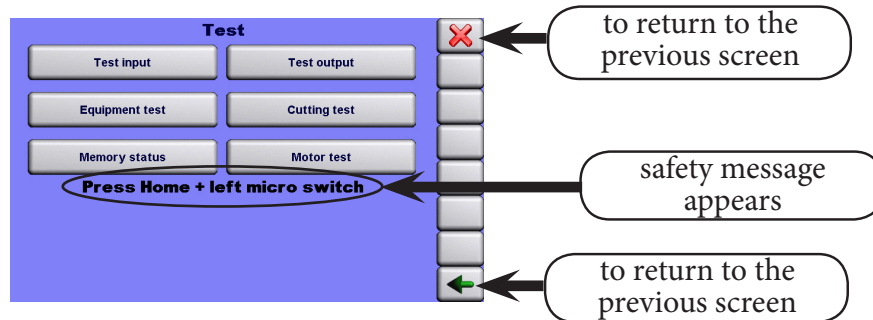 Test
to return to the
previous screen
Test input
Test output
Equipment test
Cutting test
Memory status
Motor test
Press Home + left micro switch
safety message
appears
to return to the
previous screen